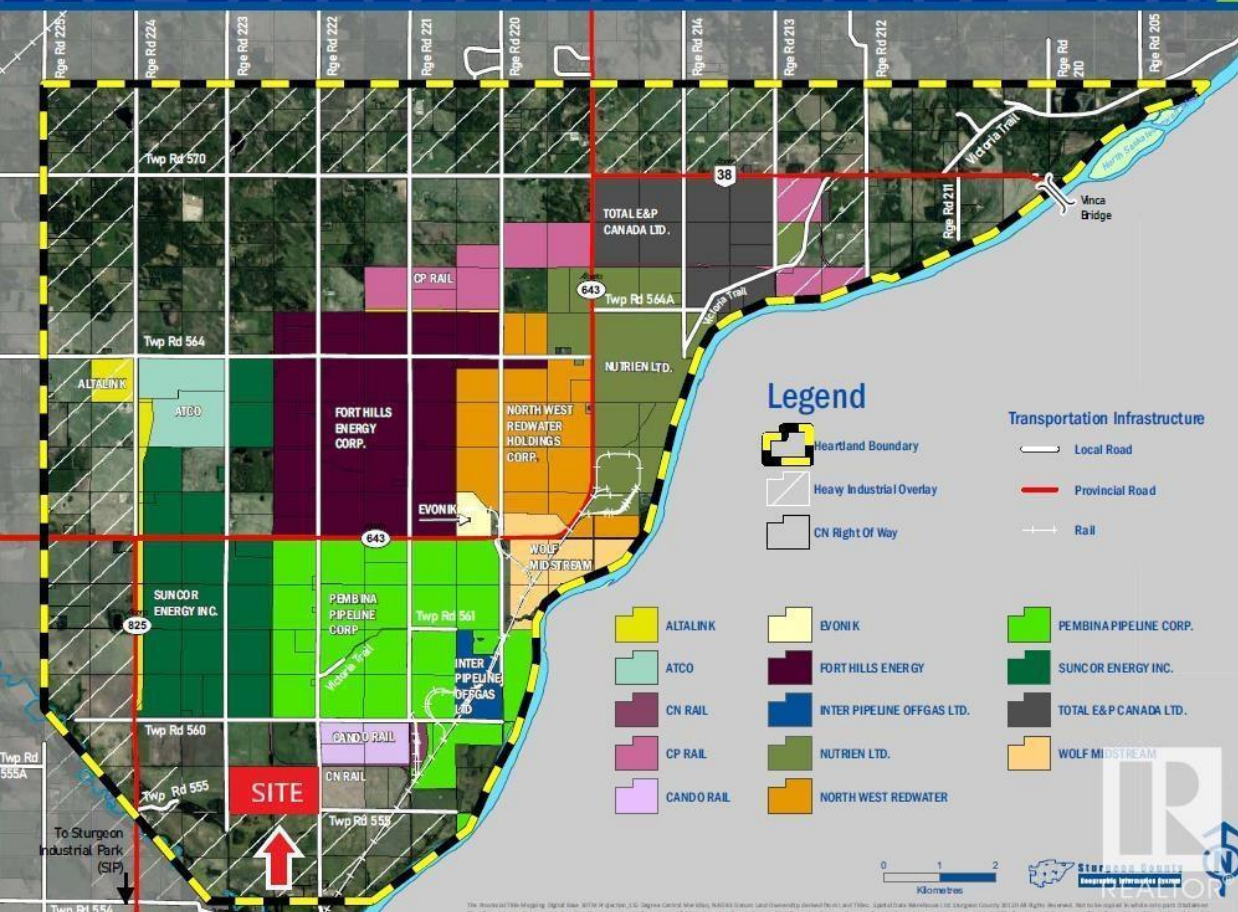 Rge Rd 225
Rge Rd 224
Rge Rd 223
Rge Rd 222
Rge Rd 221
Rge Rd 220
Rge Rd 214
Rge Rd 213
Rge Rd 212
Rge Rd
210
Rge Rd 205
Twp Rd 570
38
Victoria Trail
Rge Rd 211
Vinca
Bridge
TOTAL E&P
CANADA LTD.
CP RAIL
643
Twp Rd 564A
Victoria Trail
Twp Rd 564
NUTRIEN LTD.
ALTALINK
ATCO
FORT HILLS
ENERGY
CORP.
NORTH WEST
REDWATER
HOLDINGS
CORP.
EVONIK
643
WOLF
MIDSTREAM
SUNCOR
ENERGY INC.
PEMBINA
PIPELINE
CORP
Twp Rd 561
825
Victoria Trail
INTER
PIPELINE
OFFGAS
LTD
Twp Rd 560
CANDO RAIL
Twp Rd
555A
CN RAIL
Twp Rd 555
SITE
Twp Rd 555
To Sturgeon
Industrial Park
(SIP)
Twp Rd 554
Legend
Heartland Boundary
Heavy Industrial Overlay
CN Right Of Way
Transportation Infrastructure
Local Road
Provincial Road
Rail
ALTALINK
ATCO
CN RAIL
CP RAIL
CANDO RAIL
EVONIK
FORT HILLS ENERGY
INTER PIPELINE OFFGAS LTD.
NUTRIEN LTD.
NORTH WEST REDWATER
PEMBINA PIPELINE CORP.
SUNCOR ENERGY INC.
TOTAL E&P CANADA LTD.
WOLF MIDSTREAM
0 1 2
Kilometres
Sturgeon County
Geographic Information System
N
R
REALTOR®